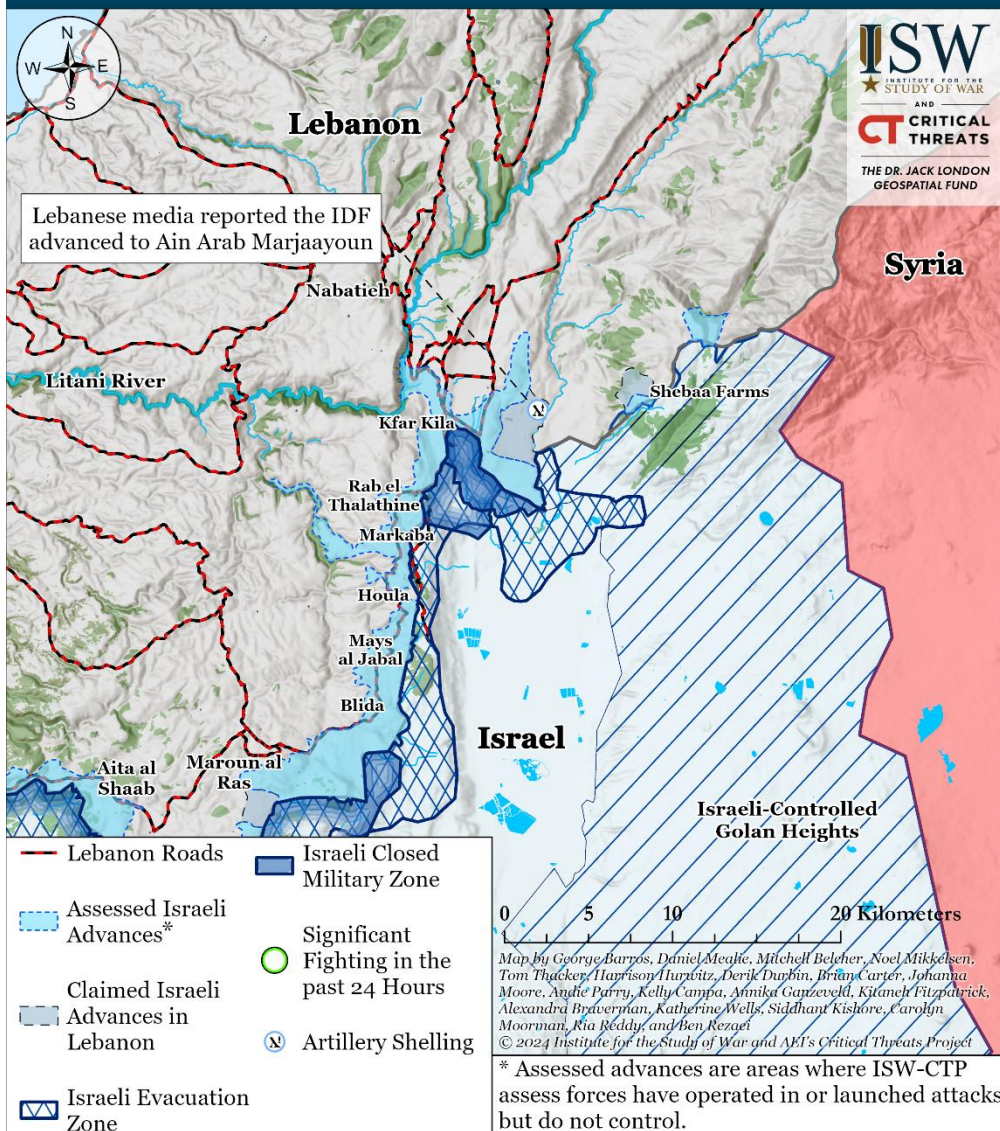 N
W
E
S
ISW
INSTITUTE FOR THE
STUDY OF WAR
AND
CT CRITICAL
THREATS
THE DR. JACK LONDON
GEOSPATIAL FUND
Lebanon
Lebanese media reported the IDF
advanced to Ain Arab Marjaayoun
Syria
Nabatieh
Litani River
Shebaa Farms
Kfar Kila
Rab el
Thalathine
Markaba
Houla
Mays
al Jabal
Blida
Israel
Aita al
Shaab
Maroun al
Ras
Israeli-Controlled
Golan Heights
Lebanon Roads
Assessed Israeli
Advances*
Claimed Israeli
Advances in
Lebanon
Israeli Evacuation
Zone
Israeli Closed
Military Zone
Significant
Fighting in the
past 24 Hours
Artillery Shelling
0 5 10 20 Kilometers
Map by George Barros, Daniel Mealie, Mitchell Belcher, Noel Mikkelsen,
Tom Thacker, Harrison Hurwitz, Derik Durbin, Brian Carter, Johanna
Moore, Andie Parry, Kelly Campa, Annika Ganzeveld, Kitaneh Fitzpatrick,
Alexandra Braverman, Katherine Wells, Siddhant Kishore, Carolyn
Moorman, Ria Reddy, and Ben Rezaei
© 2024 Institute for the Study of War and AEI's Critical Threats Project
* Assessed advances are areas where ISW-CTP
assess forces have operated in or launched attacks
but do not control.